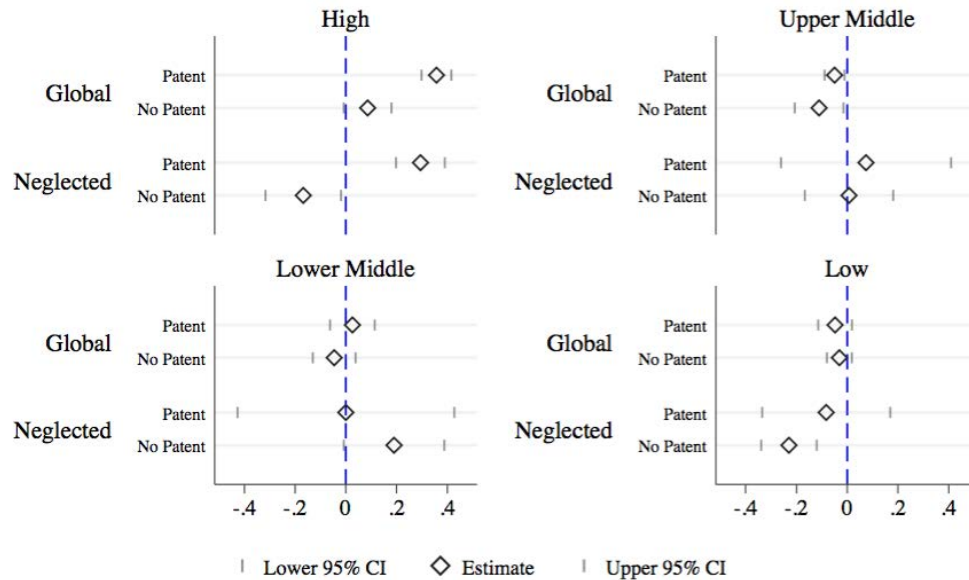 High
Upper Middle
Global
Patent
No Patent
Neglected
Patent
No Patent
Global
Patent
No Patent
Neglected
Patent
No Patent
Lower Middle
Low
Global
Patent
No Patent
Neglected
Patent
No Patent
-.4 -.2 0 .2 .4
Global
Patent
No Patent
Neglected
Patent
No Patent
-.4 -.2 0 .2 .4
Lower 95% CI Estimate Upper 95% CI